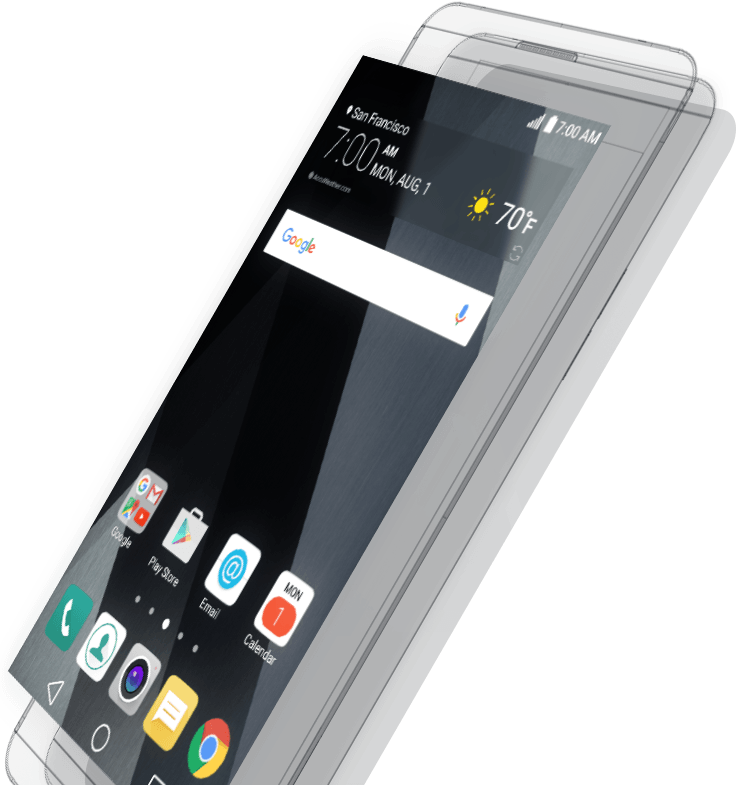 7:00 AM
San Francisco
7:00 AM
MON, AUG, 1
AccuWeather.com
70°F
Google
Google
Play Store
Email
MON
1
Calendar